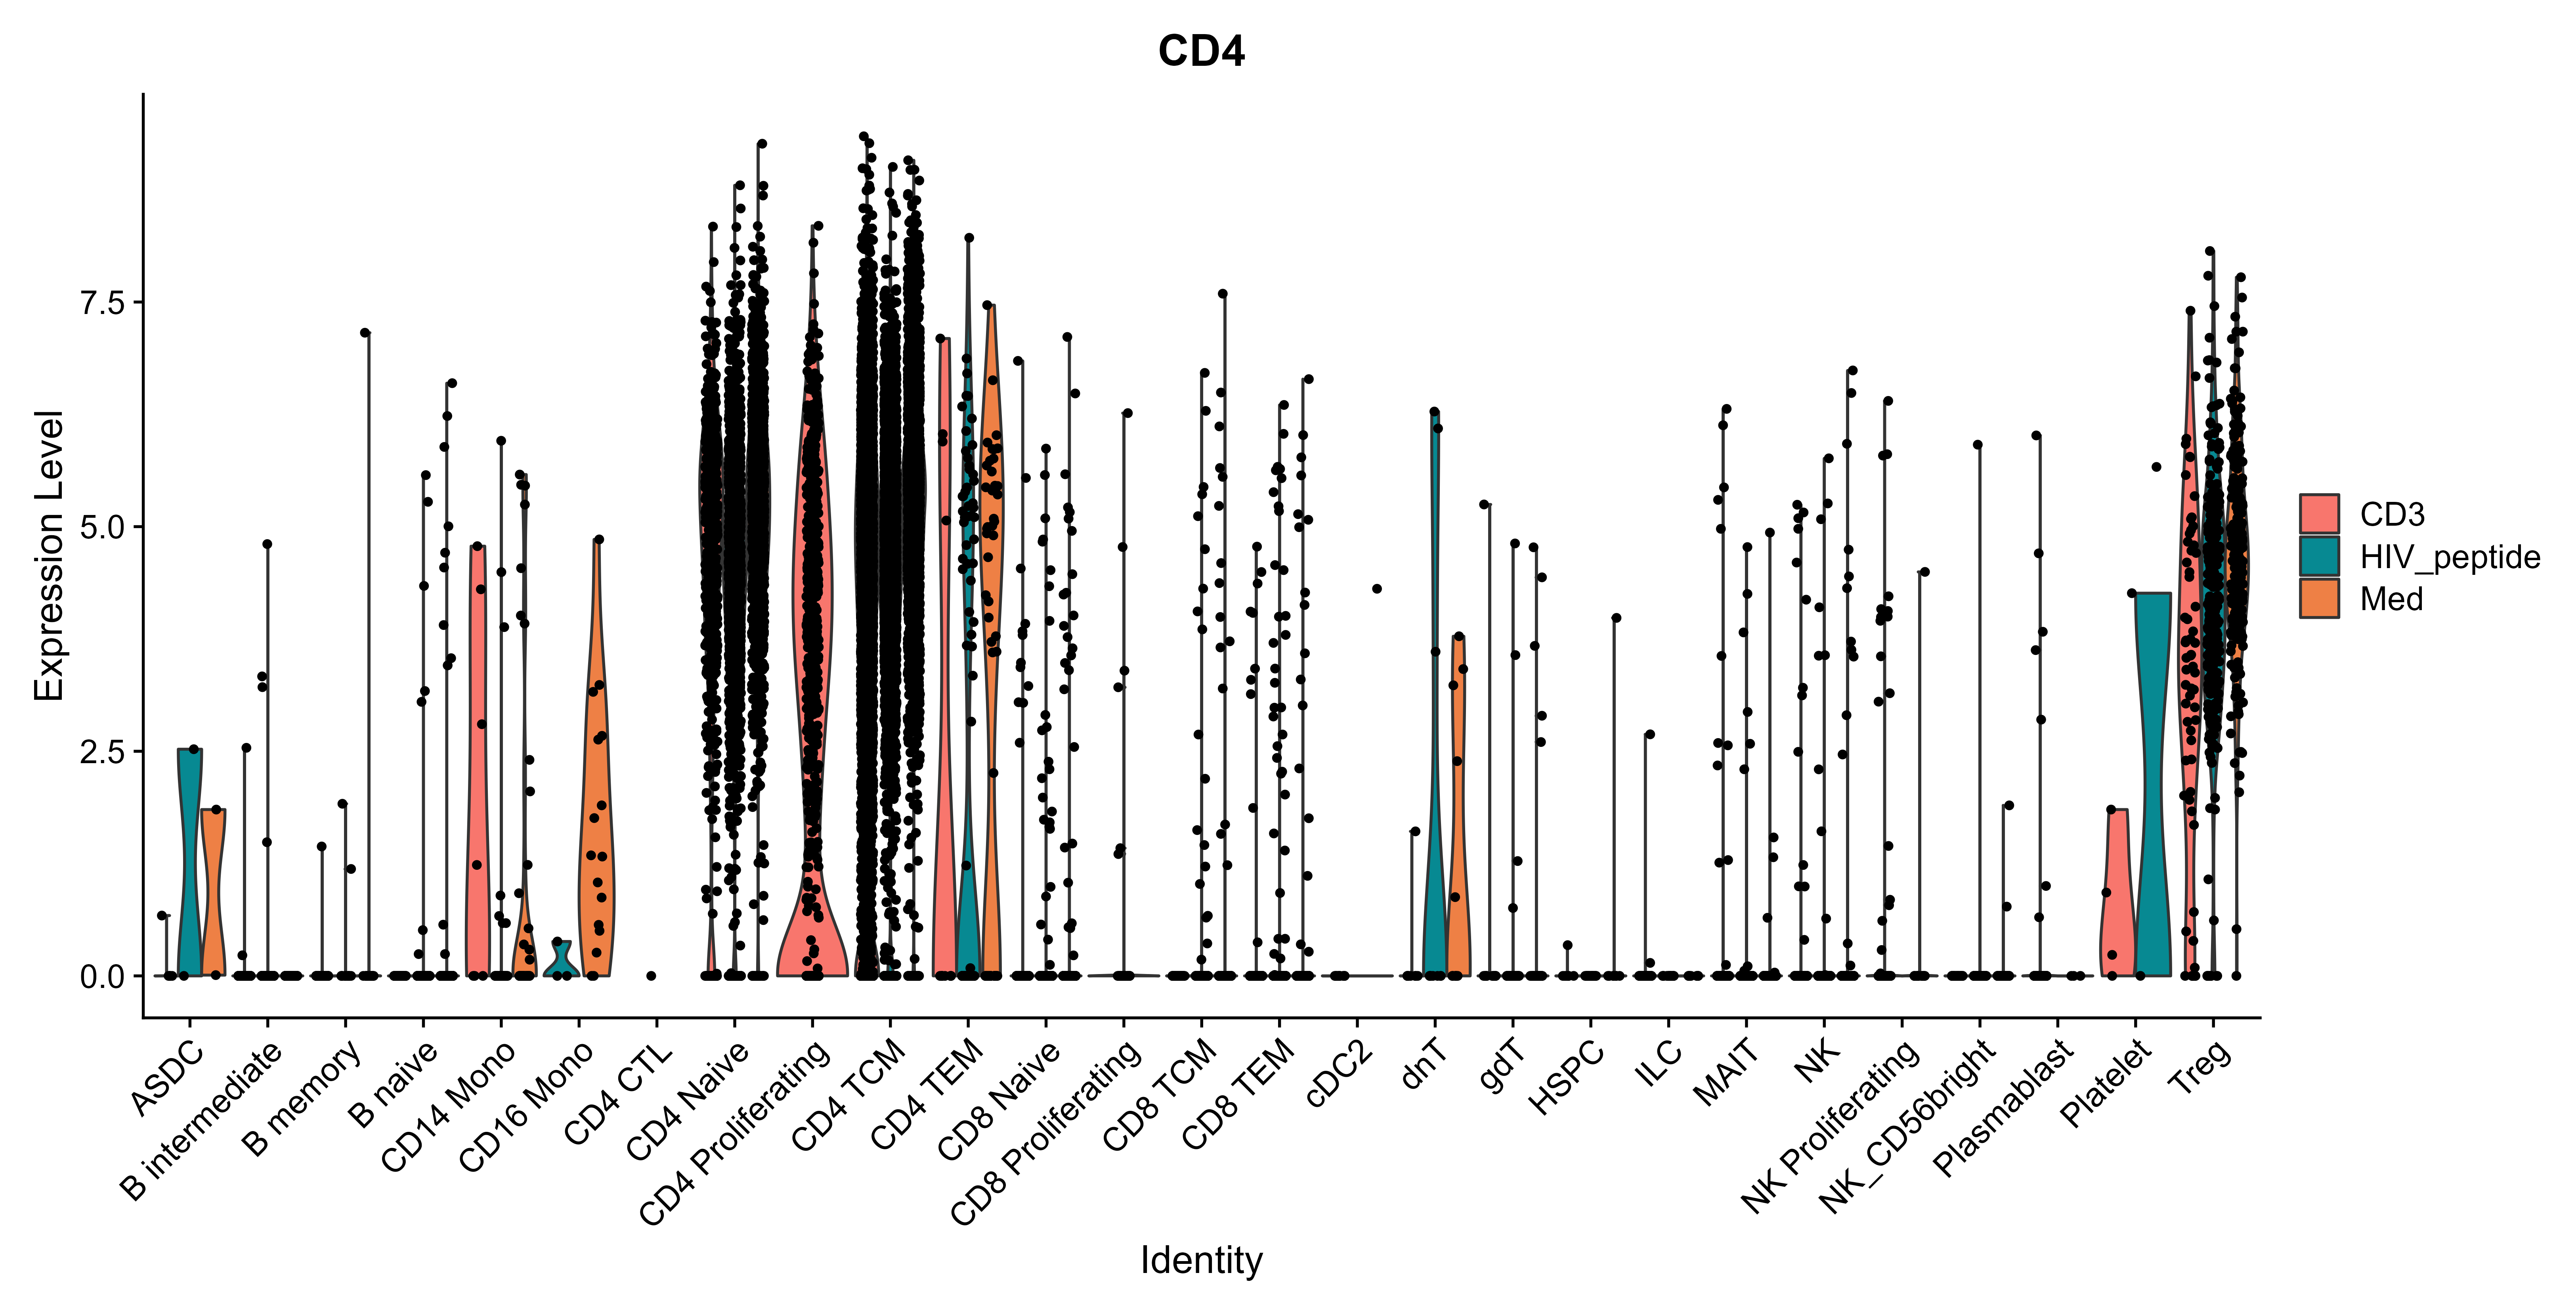 CD4
Expression Level
7.5
5.0
2.5
0.0
ASDC
B intermediate
B memory
B naive
CD14 Mono
CD16 Mono
CD4 CTL
CD4 Naive
CD4 Proliferating
CD4 TCM
CD4 TEM
CD8 Naive
CD8 Proliferating
CD8 TCM
CD8 TEM
cDC2
dnT
gdT
HSPC
ILC
MAIT
NK
NK Proliferating
NK_CD56bright
Plasmablast
Platelet
Treg
Identity
CD3
HIV_peptide
Med